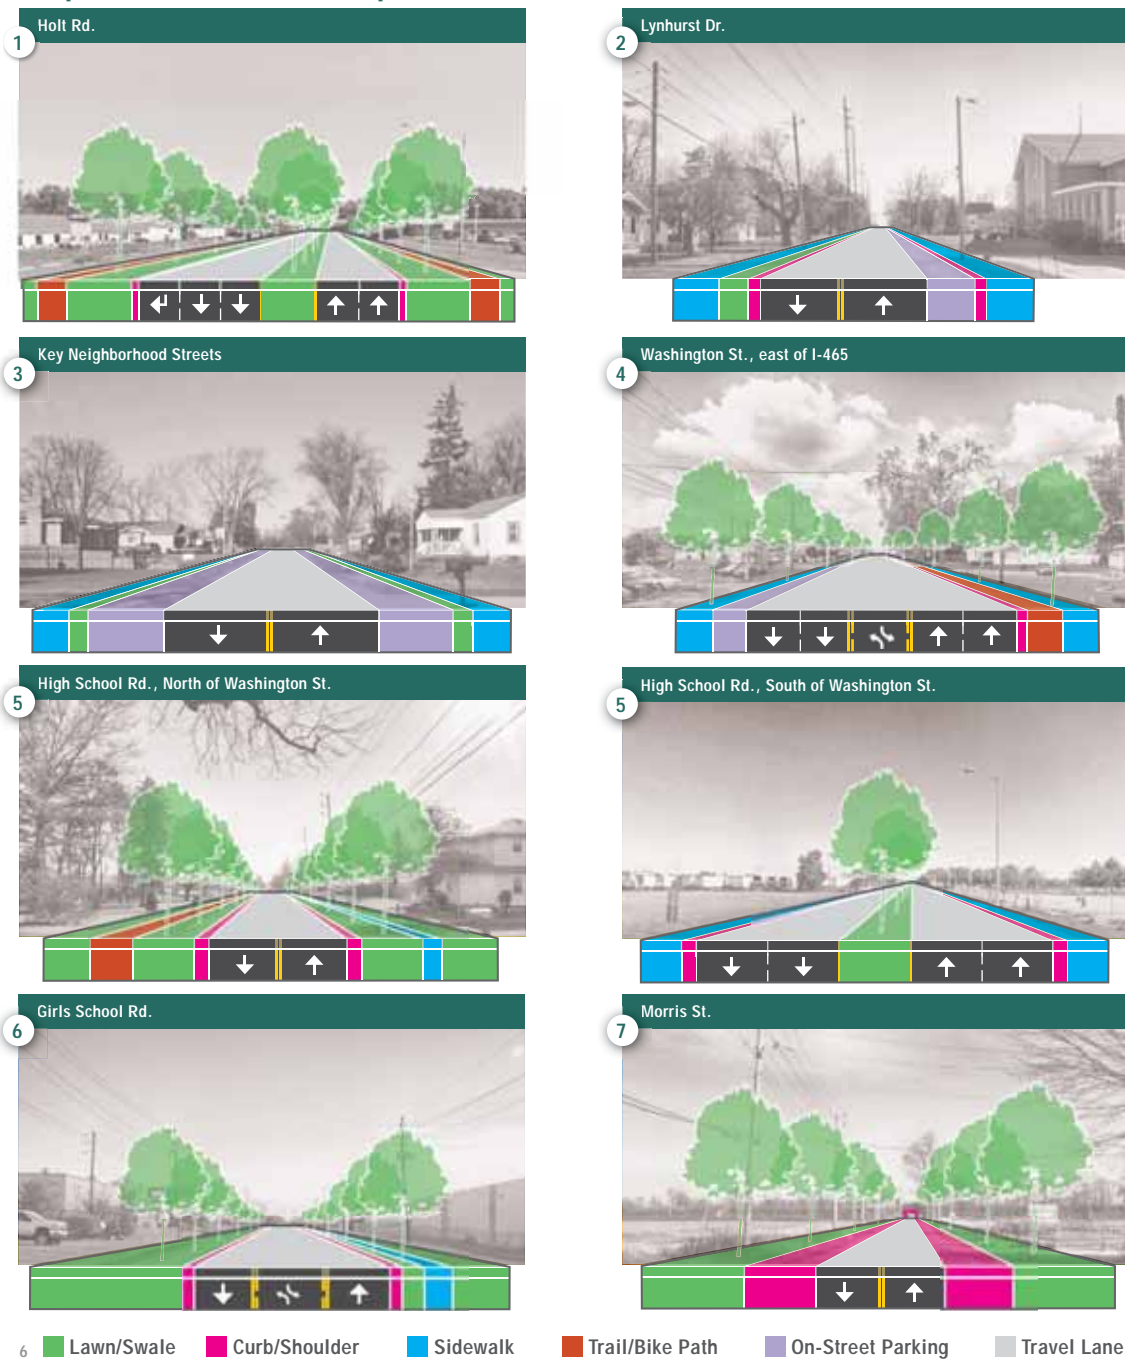 Holt Rd.
1
Lynhurst Dr.
2
Key Neighborhood Streets
3
Washington St., east of I-465
4
High School Rd., North of Washington St.
5
High School Rd., South of Washington St.
5
Girls School Rd.
6
Morris St.
7
6 Lawn/Swale Curb/Shoulder Sidewalk Trail/Bike Path On-Street Parking Travel Lane